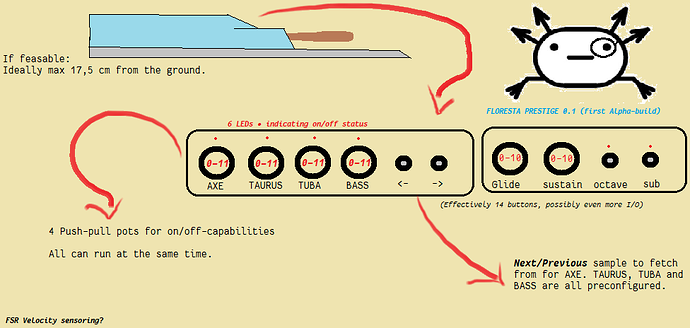 If feasable:
Ideally max 17,5 cm from the ground.
FLORESTA PRESTIGE 0.1 (first Alpha-build)
6 LEDs • indicating on/off status
0-11 0-11 0-11 0-11
AXE TAURUS TUBA BASS <- ->
0-10 0-10
Glide sustain octave sub
(Effectively 14 buttons, possibly even more I/O)
4 Push-pull pots for on/off-capabilities
All can run at the same time.
Next/Previous sample to fetch
from for AXE. TAURUS, TUBA and
BASS are all preconfigured.
FSR Velocity sensoring?